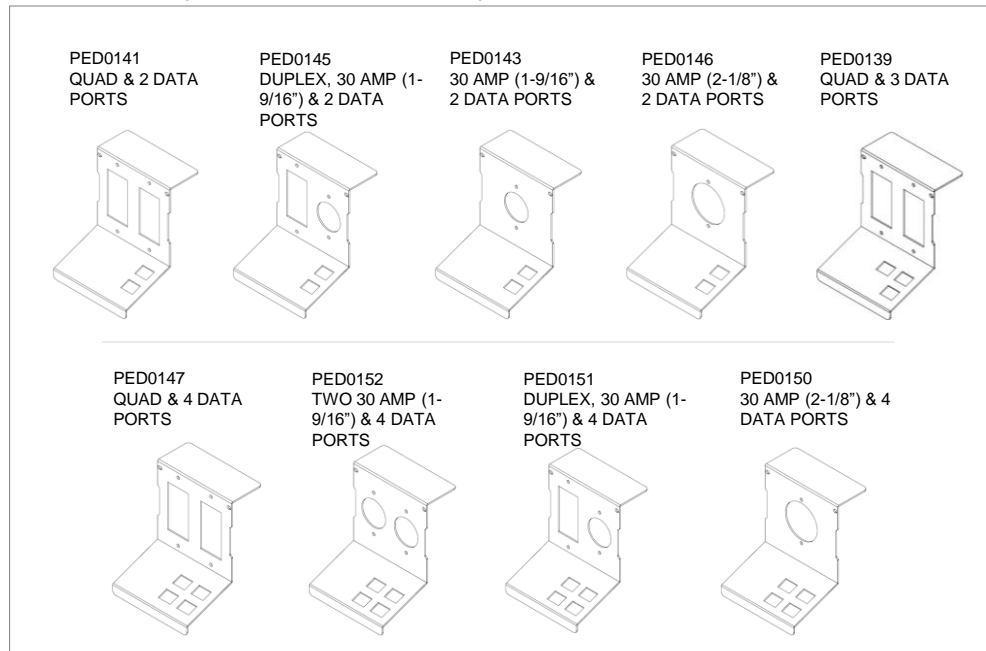 PED0141
QUAD & 2 DATA
PORTS
PED0145
DUPLEX, 30 AMP (1-
9/16”) & 2 DATA
PORTS
PED0143
30 AMP (1-9/16”) &
2 DATA PORTS
PED0146
30 AMP (2-1/8”) &
2 DATA PORTS
PED0139
QUAD & 3 DATA
PORTS
PED0147
QUAD & 4 DATA
PORTS
PED0152
TWO 30 AMP (1-
9/16”) & 4 DATA
PORTS
PED0151
DUPLEX, 30 AMP (1-
9/16”) & 4 DATA
PORTS
PED0150
30 AMP (2-1/8”) & 4
DATA PORTS